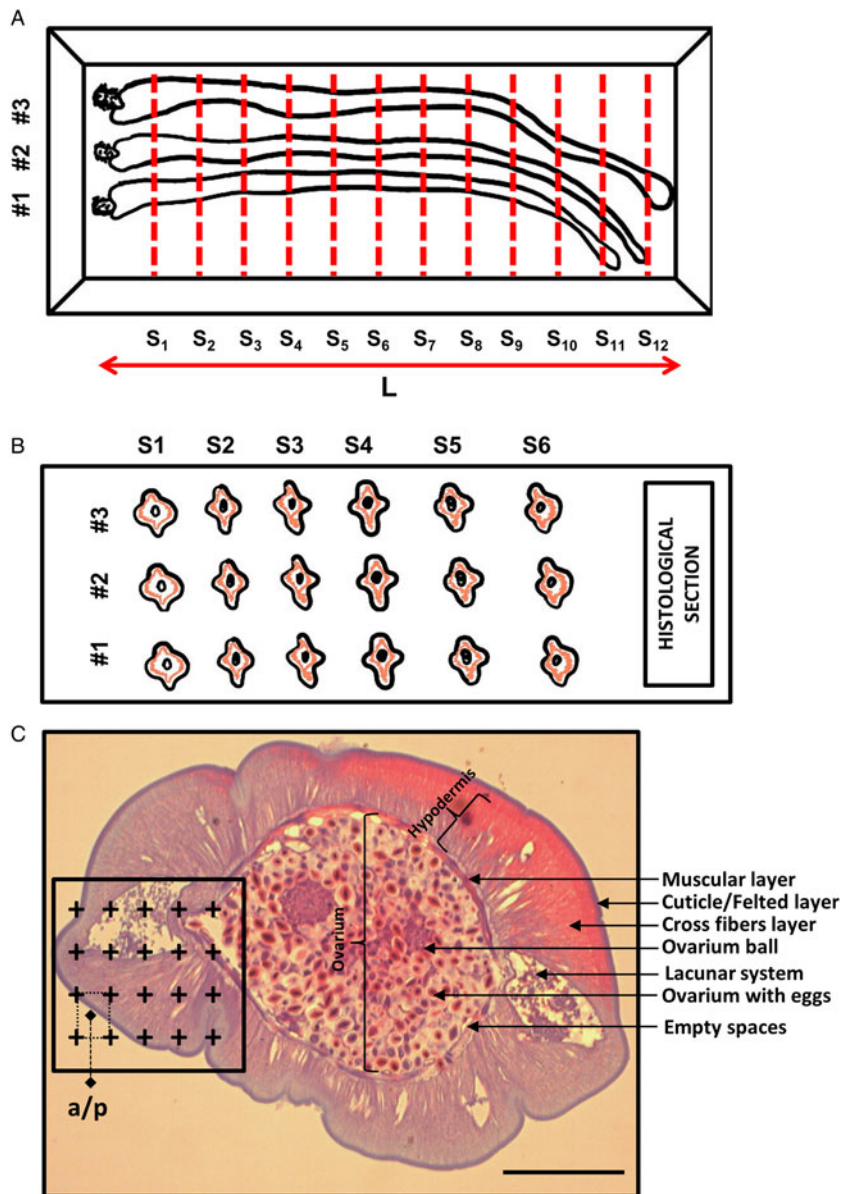 A
#3
#2
#1
S1 S2 S3 S4 S5 S6 S7 S8 S9 S10 S11 S12
L
B
S1 S2 S3 S4 S5 S6
#3
#2
#1
HISTOLOGICAL
SECTION
C
Hypodermis
Ovarium
Muscular layer
Cuticle/Felted layer
Cross fibers layer
Ovarium ball
Lacunar system
Ovarium with eggs
Empty spaces
a/p